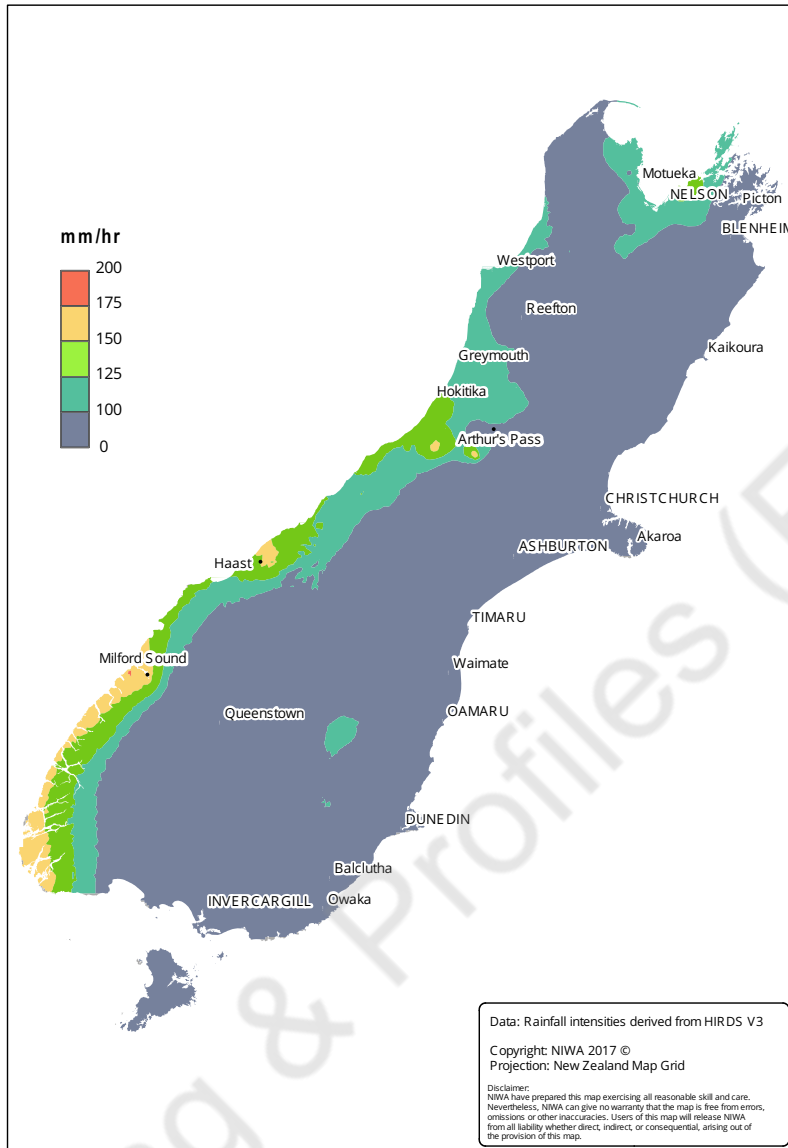 Motueka
NELSON
Picton
BLENHEIM
mm/hr
200
175
150
125
100
0
Westport
Reefton
Kaikoura
Greymouth
Hokitika
Arthur's Pass
CHRISTCHURCH
Akaroa
ASHBURTON
Haast
TIMARU
Milford Sound
Waimate
Queenstown
OAMARU
DUNEDIN
Balclutha
INVERCARGILL
Owaka
g & Profiles (
Data: Rainfall intensities derived from HIRDS V3
Copyright: NIWA 2017 ©
Projection: New Zealand Map Grid
Disclaimer:
NIWA have prepared this map exercising all reasonable skill and care.
Nevertheless, NIWA can give no warranty that the map is free from errors,
omissions or other inaccuracies. Users of this map will release NIWA
from all liability whether direct, indirect, or consequential, arising out of
the provision of this map.